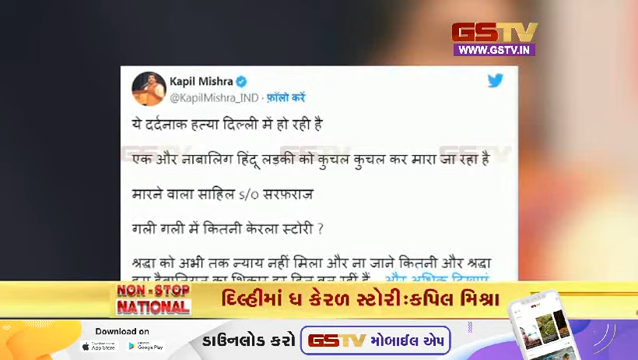 GSTV
WWW.GSTV.IN
Kapil Mishra
@KapilMishra_IND · फ़ॉलो करें
ये दर्दनाक हत्या दिल्ली में हो रही है
एक और नाबालिग हिंदू लडकी को कुचल कुचल कर मारा जा रहा है
मारने वाला साहिल s/o सरफ़राज
गली गली में कितनी केरला स्टोरी ?
श्रद्धा को अभी तक न्याय नहीं मिला और ना जाने कितनी और श्रद्धा
NON-STOP
NATIONAL
દિલ્હીમાં ધ કેરળ સ્ટોરીઃકપિલ મિશ્રા
Download on
App Store
Google Play
ડાઉનલોડ કરો GSTV મોબાઈલ એપ